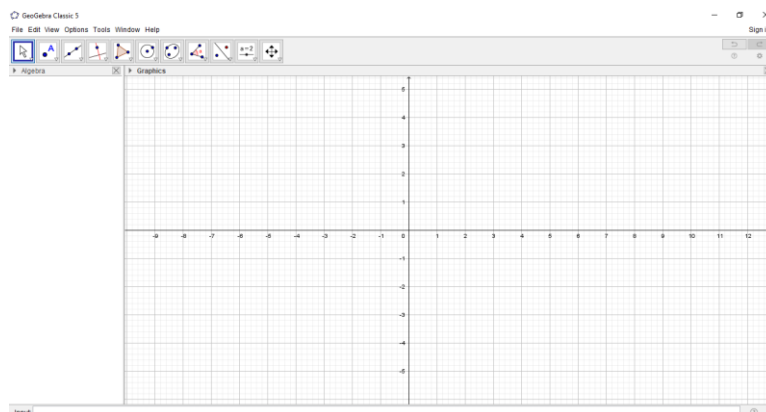 GeoGebra Classic 5
File Edit View Options Tools Window Help
Sign i
A
a=2
Algebra
Graphics
5
4
3
2
1
-9 -8 -7 -6 -5 -4 -3 -2 -1 0 1 2 3 4 5 6 7 8 9 10 11 12
-1
-2
-3
-4
-5
Input: